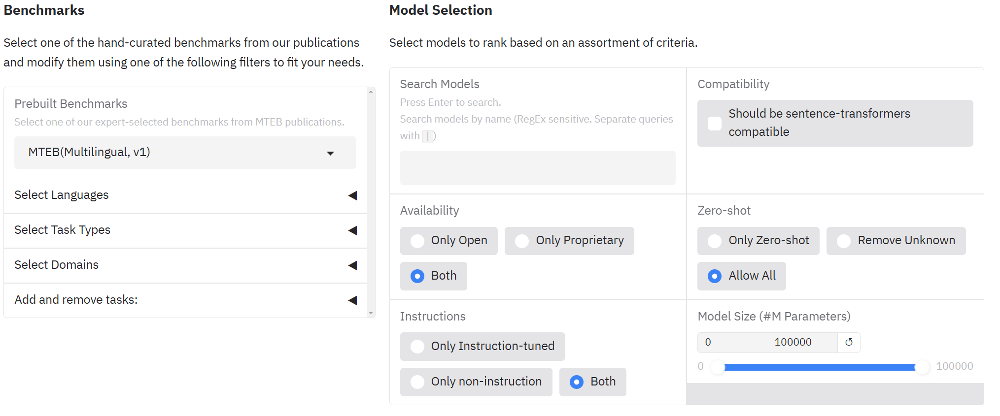 Benchmarks
Select one of the hand-curated benchmarks from our publications
and modify them using one of the following filters to fit your needs.
Prebuilt Benchmarks
Select one of our expert-selected benchmarks from MTEB publications.
MTEB(Multilingual, v1)
Select Languages
Select Task Types
Select Domains
Add and remove tasks:
Model Selection
Select models to rank based on an assortment of criteria.
Search Models
Press Enter to search.
Search models by name (RegEx sensitive. Separate queries
with |)
Compatibility
Should be sentence-transformers
compatible
Availability
Only Open
Only Proprietary
Both
Zero-shot
Only Zero-shot
Remove Unknown
Allow All
Instructions
Only Instruction-tuned
Only non-instruction
Both
Model Size (#M Parameters)
0
100000
0
100000